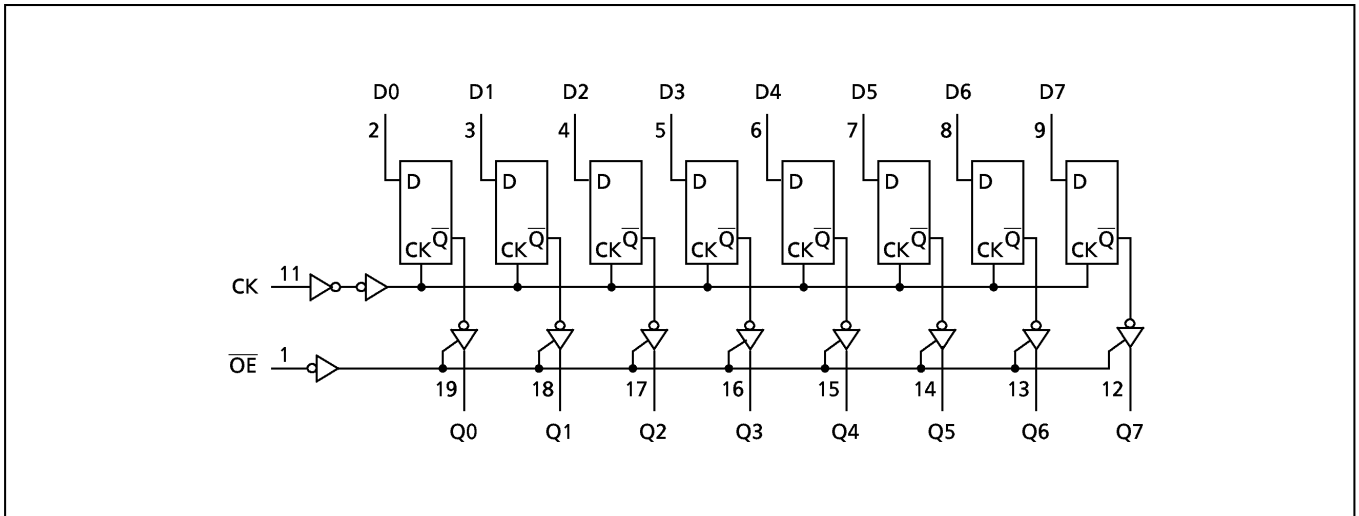 D0 D1 D2 D3 D4 D5 D6 D7
2 3 4 5 6 7 8 9
D D D D D D D D
Q̅ Q̅ Q̅ Q̅ Q̅ Q̅ Q̅ Q̅
CK CK CK CK CK CK CK CK
CK 11
O̅E̅ 1
19 18 17 16 15 14 13 12
Q0 Q1 Q2 Q3 Q4 Q5 Q6 Q7